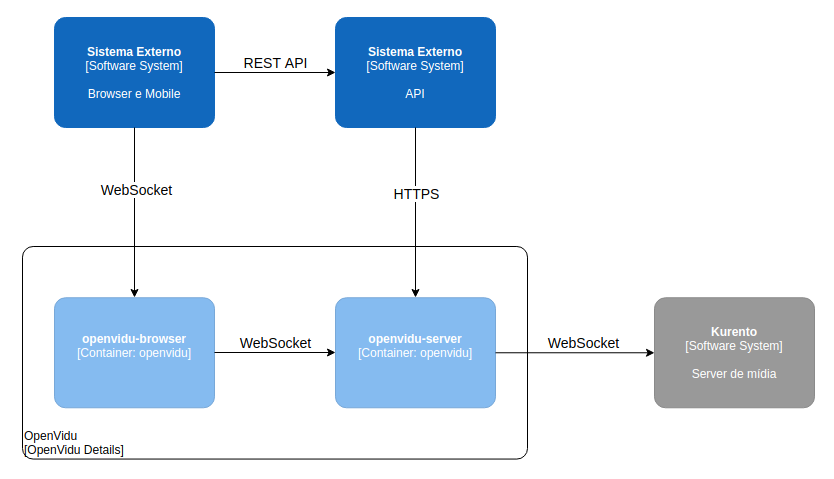 Sistema Externo
[Software System]
Browser e Mobile
REST API
Sistema Externo
[Software System]
API
WebSocket
HTTPS
openvidu-browser
[Container: openvidu]
WebSocket
openvidu-server
[Container: openvidu]
WebSocket
Kurento
[Software System]
Server de mídia
OpenVidu
[OpenVidu Details]